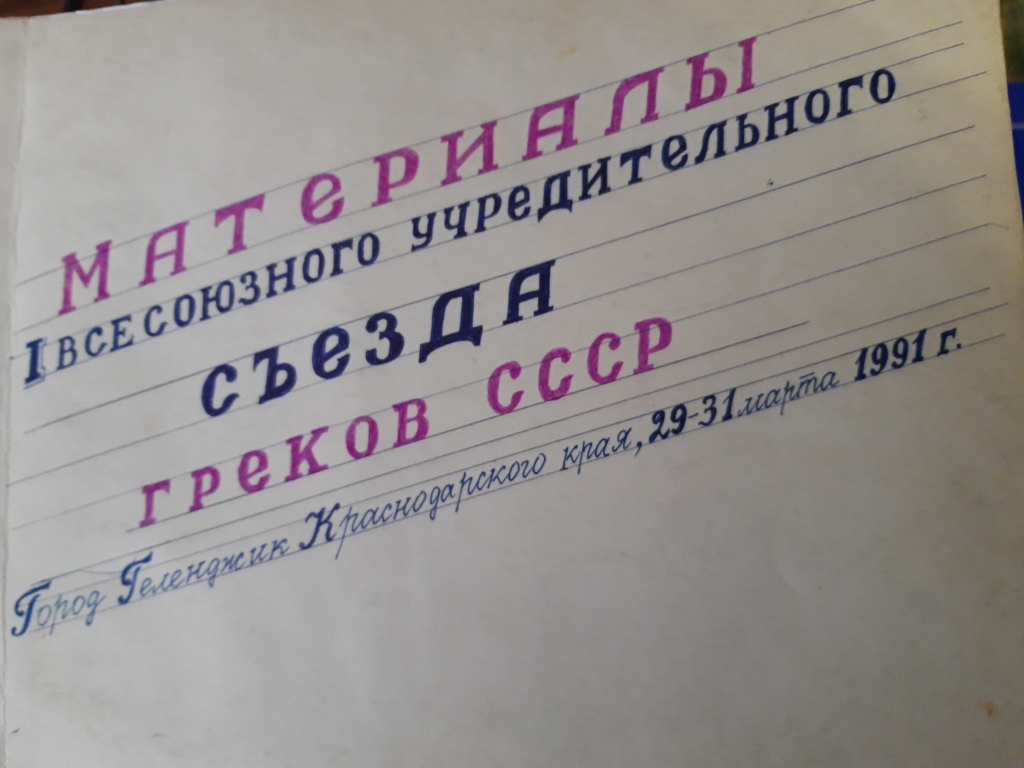 МАТЕРИАЛЫ
I ВСЕСОЮЗНОГО УЧРЕДИТЕЛЬНОГО
СЪЕЗДА
ГРЕКОВ СССР
Город Геленджик Краснодарского края, 29-31 марта 1991 г.